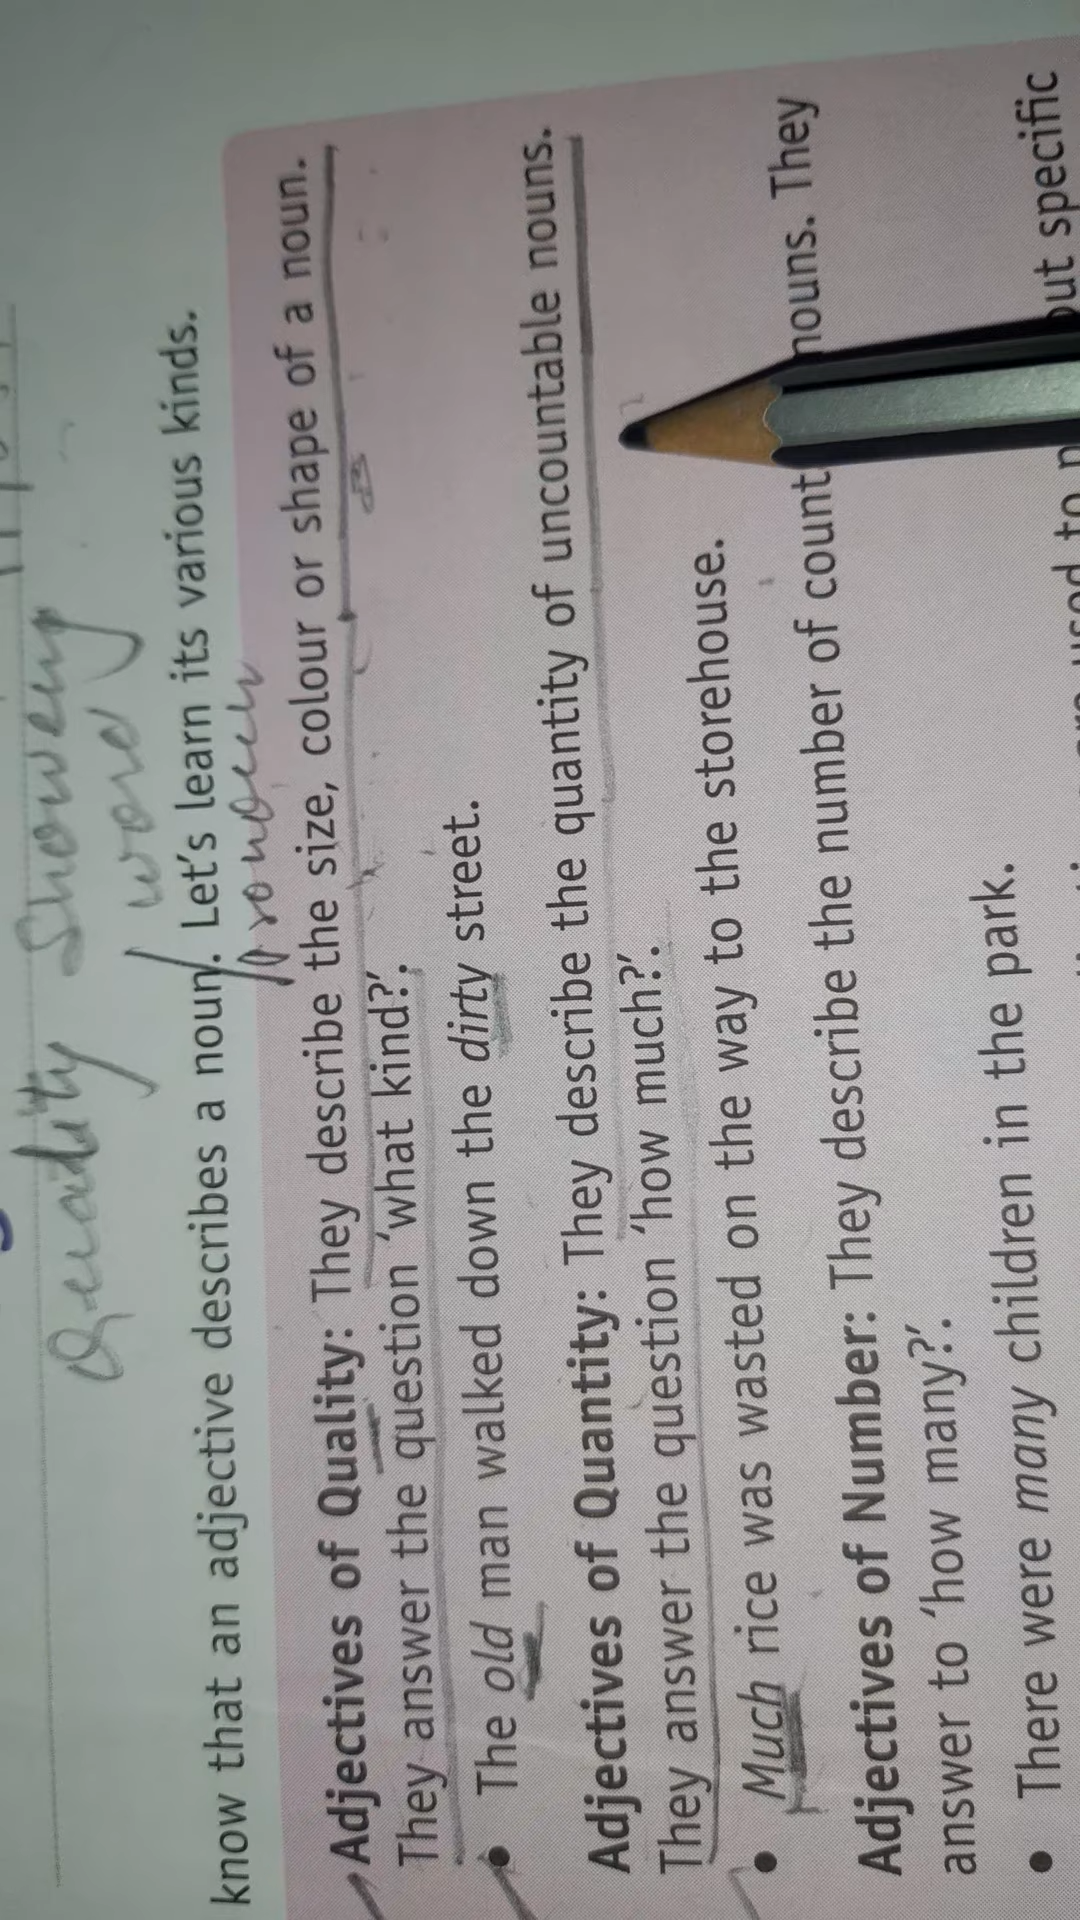 Quality Showing
word
know that an adjective describes a noun. Let's learn its various kinds.
Adjectives of Quality: They describe the size, colour or shape of a noun.
They answer the question 'what kind?'.
• The old man walked down the dirty street.
Adjectives of Quantity: They describe the quantity of uncountable nouns.
They answer the question 'how much?'.
• Much rice was wasted on the way to the storehouse.
Adjectives of Number: They describe the number of count nouns. They
answer to 'how many?'.
• There were many children in the park.
used to
specific